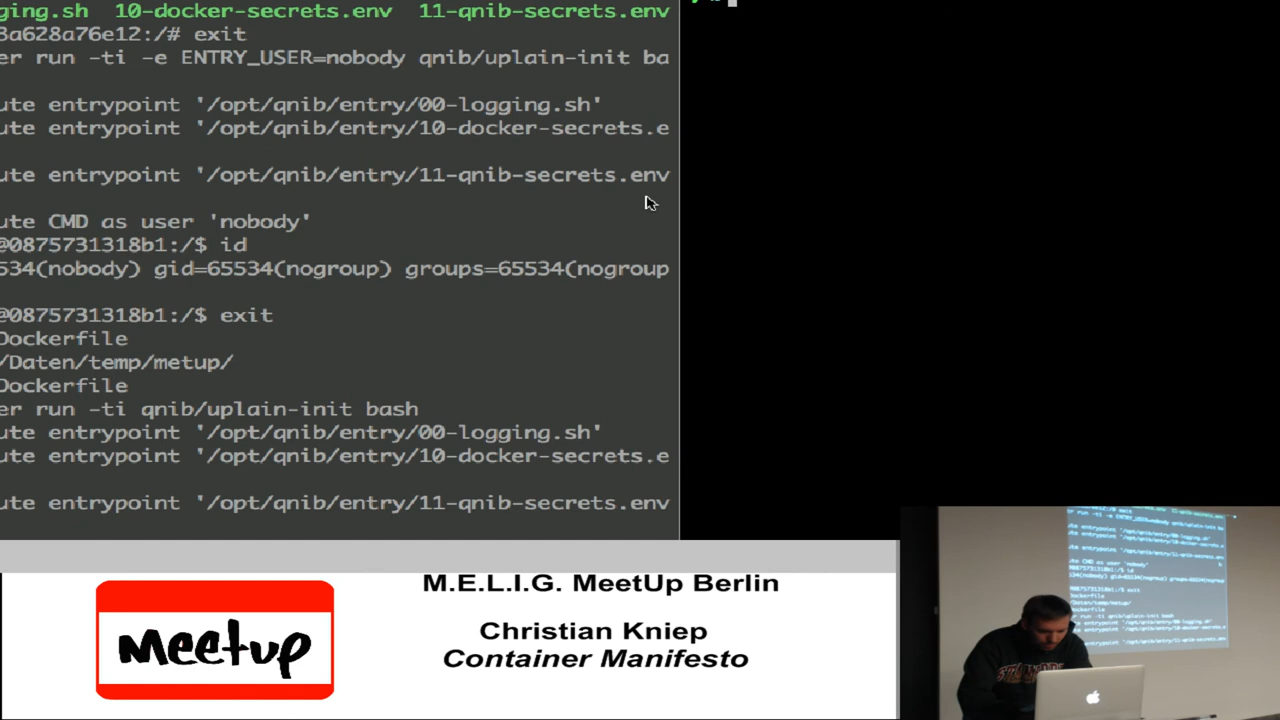 ging.sh  10-docker-secrets.env  11-qnib-secrets.env
3a628a76e12:/# exit
er run -ti -e ENTRY_USER=nobody qnib/uplain-init ba
ute entrypoint '/opt/qnib/entry/00-logging.sh'
ute entrypoint '/opt/qnib/entry/10-docker-secrets.e
ute entrypoint '/opt/qnib/entry/11-qnib-secrets.env
ute CMD as user 'nobody'
@0875731318b1:/$ id
534(nobody) gid=65534(nogroup) groups=65534(nogroup
@0875731318b1:/$ exit
Dockerfile
/Daten/temp/metup/
Dockerfile
er run -ti qnib/uplain-init bash
ute entrypoint '/opt/qnib/entry/00-logging.sh'
ute entrypoint '/opt/qnib/entry/10-docker-secrets.e
ute entrypoint '/opt/qnib/entry/11-qnib-secrets.env
Meetup
M.E.L.I.G. MeetUp Berlin
Christian Kniep
Container Manifesto